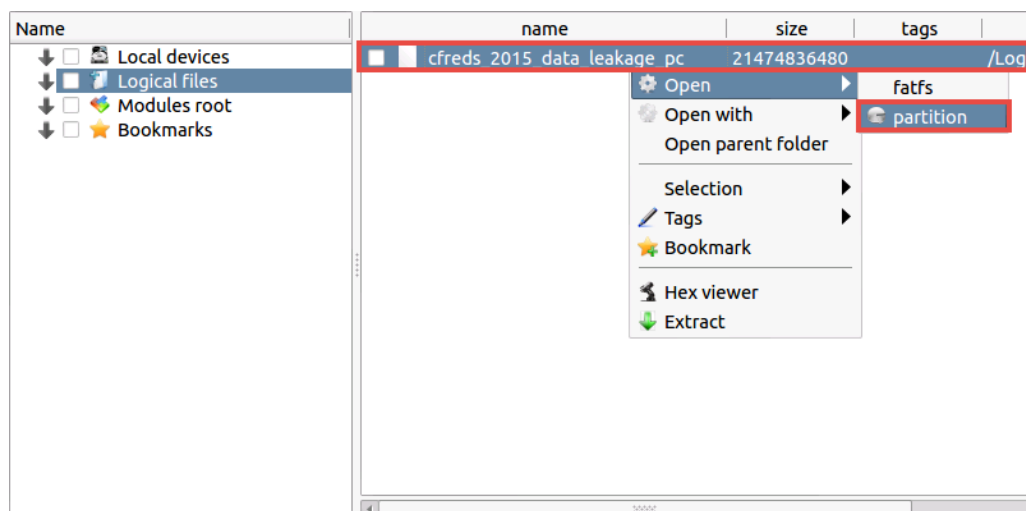 Name
Local devices
Logical files
Modules root
Bookmarks
name size tags
cfreds_2015_data_leakage_pc 21474836480 /Log
Open
fatfs
partition
Open with
Open parent folder
Selection
Tags
Bookmark
Hex viewer
Extract